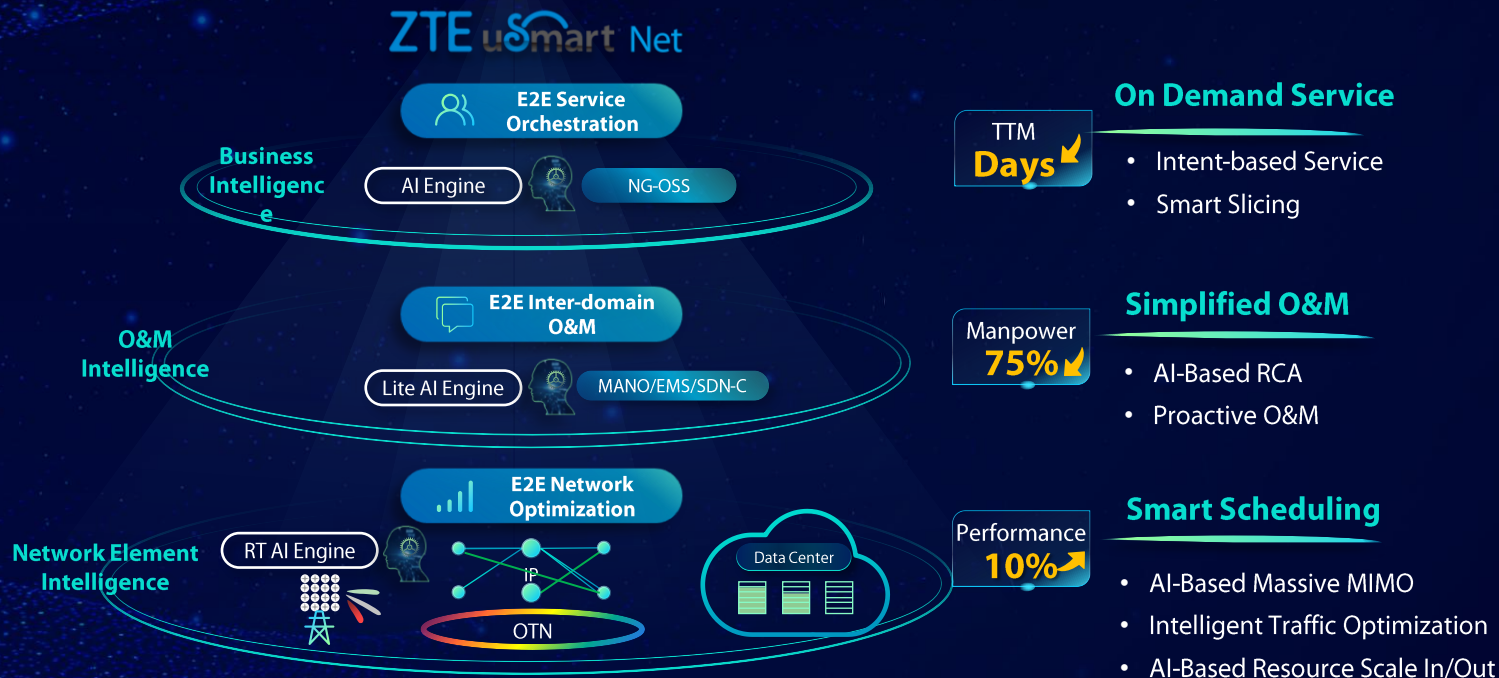 ZTE uSmart Net
E2E Service
Orchestration
Business
Intelligenc
e
AI Engine
NG-OSS
TTM
Days
On Demand Service
• Intent-based Service
• Smart Slicing
E2E Inter-domain
O&M
O&M
Intelligence
Lite AI Engine
MANO/EMS/SDN-C
Manpower
75%
Simplified O&M
• AI-Based RCA
• Proactive O&M
E2E Network
Optimization
Network Element
Intelligence
RT AI Engine
IP
OTN
Data Center
Performance
10%
Smart Scheduling
• AI-Based Massive MIMO
• Intelligent Traffic Optimization
• AI-Based Resource Scale In/Out